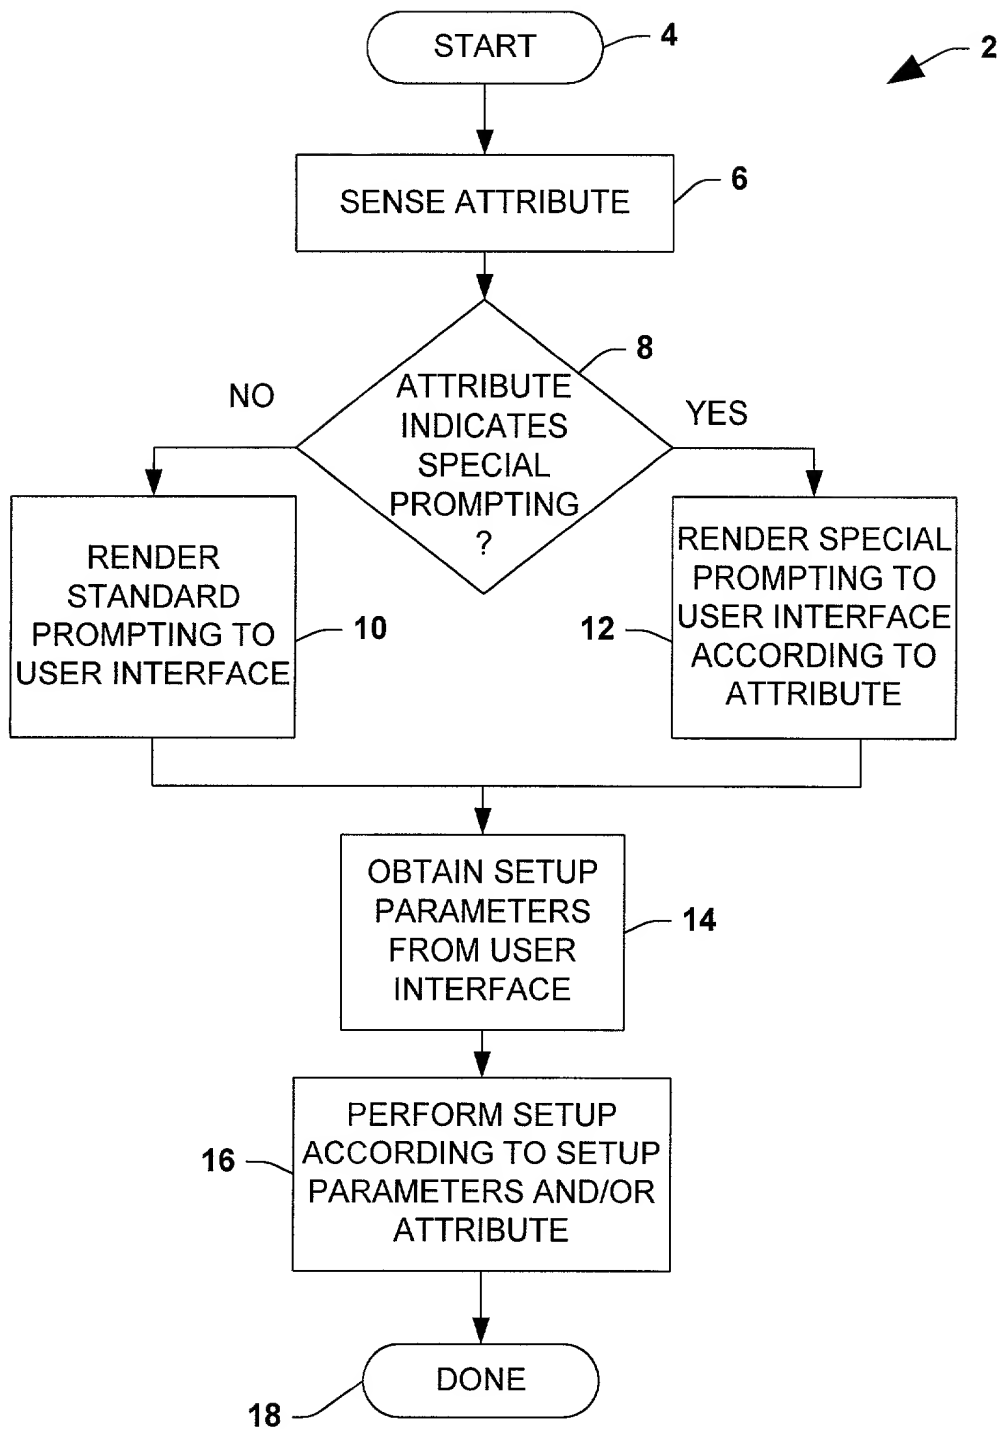 START
4
2
SENSE ATTRIBUTE
6
8
ATTRIBUTE
INDICATES
SPECIAL
PROMPTING
?
NO
YES
RENDER
STANDARD
PROMPTING TO
USER INTERFACE
10
12
RENDER SPECIAL
PROMPTING TO
USER INTERFACE
ACCORDING TO
ATTRIBUTE
OBTAIN SETUP
PARAMETERS
FROM USER
INTERFACE
14
16
PERFORM SETUP
ACCORDING TO SETUP
PARAMETERS AND/OR
ATTRIBUTE
DONE
18